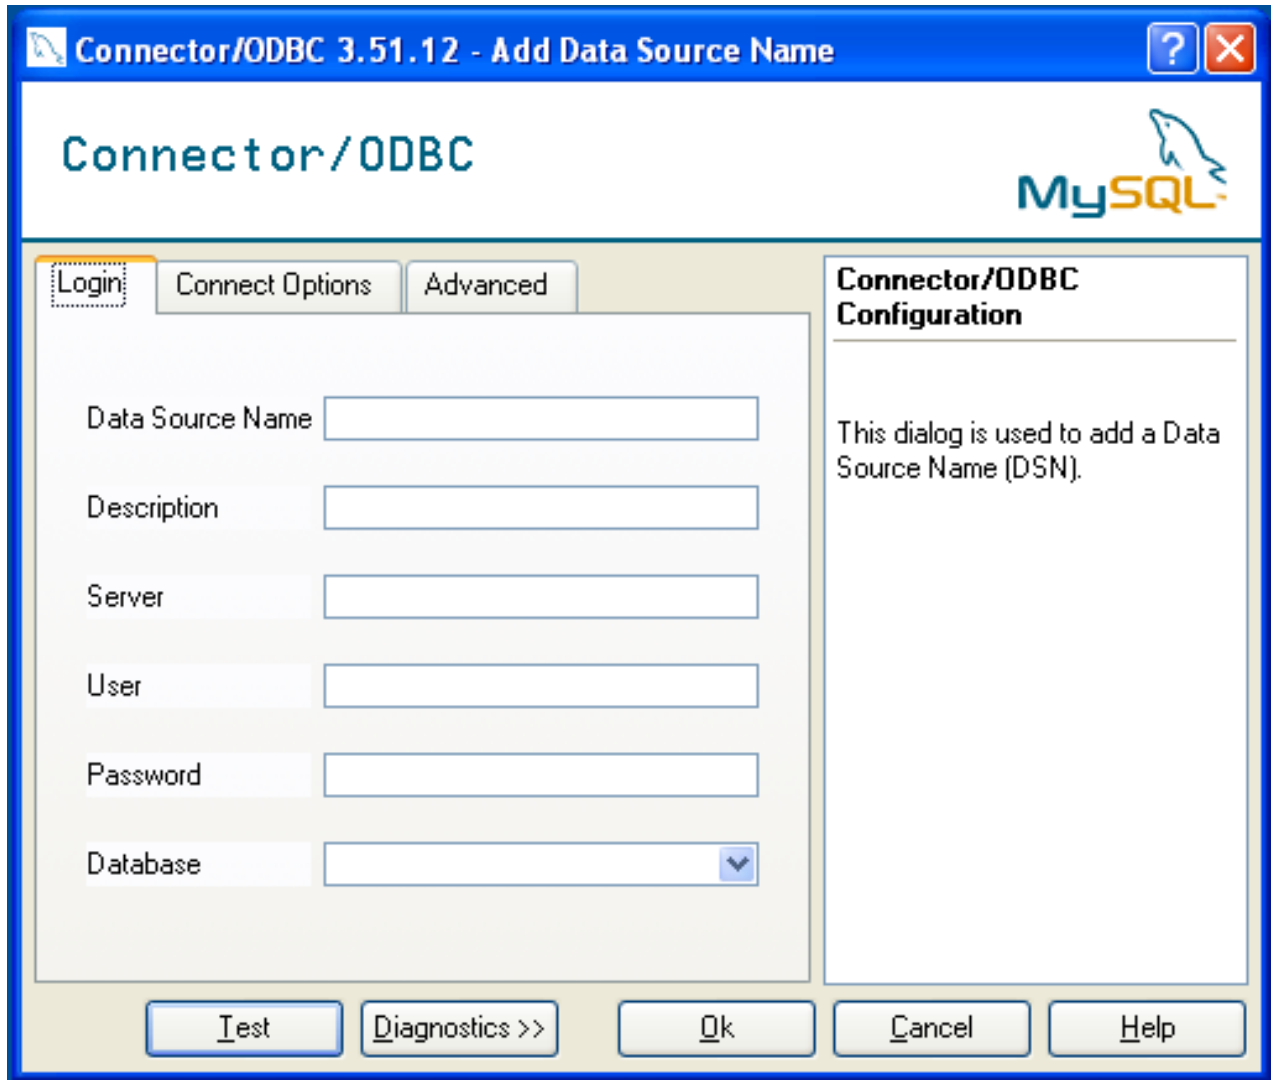 Connector/ODBC 3.51.12 - Add Data Source Name
Connector/ODBC
MySQL
Login
Connect Options
Advanced
Data Source Name
Description
Server
User
Password
Database
Connector/ODBC
Configuration
This dialog is used to add a Data
Source Name (DSN).
Test
Diagnostics >>
Ok
Cancel
Help